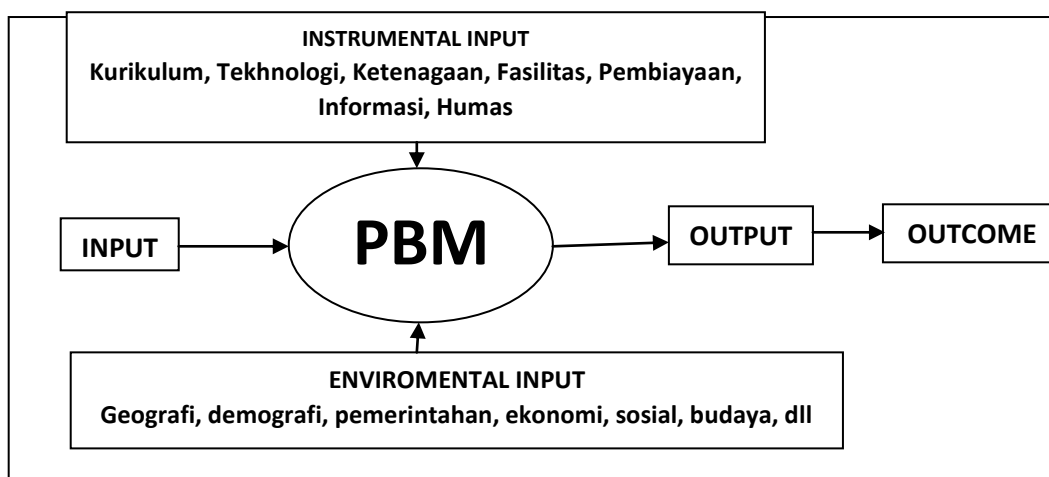 INSTRUMENTAL INPUT
Kurikulum, Tekhnologi, Ketenagaan, Fasilitas, Pembiayaan,
Informasi, Humas
INPUT
PBM
OUTPUT
OUTCOME
ENVIROMENTAL INPUT
Geografi, demografi, pemerintahan, ekonomi, sosial, budaya, dll